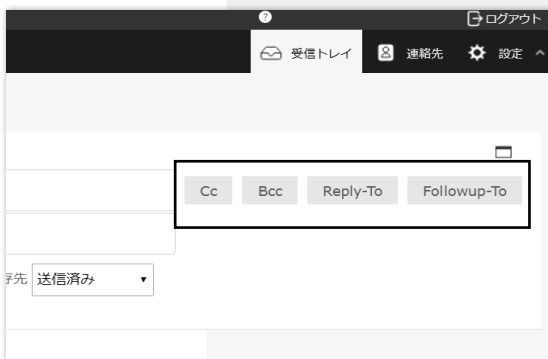 ? ログアウト
受信トレイ 連絡先 設定
Cc Bcc Reply-To Followup-To
存先 送信済み